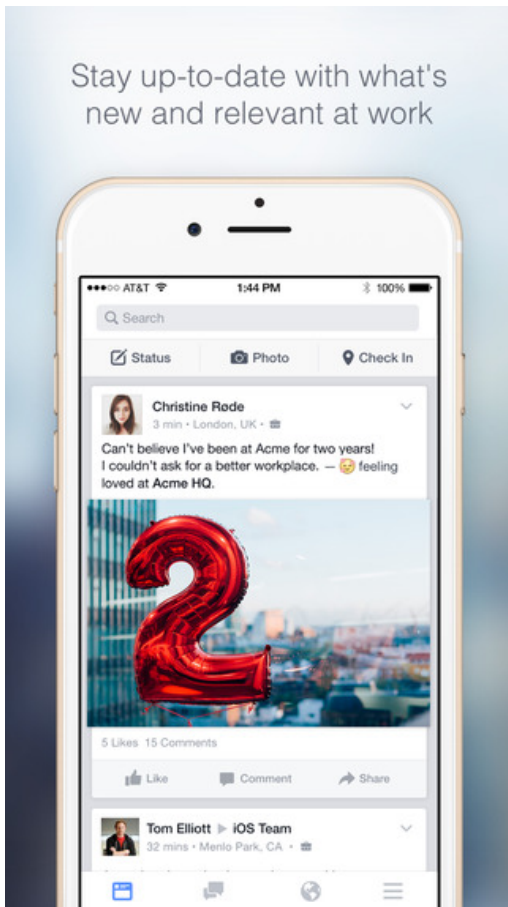 Stay up-to-date with what's
new and relevant at work
AT&T 1:44 PM 100%
Search
Status Photo Check In
Christine Røde
3 min • London, UK •
Can't believe I've been at Acme for two years!
I couldn't ask for a better workplace. — feeling
loved at Acme HQ.
2
5 Likes 15 Comments
Like Comment Share
Tom Elliott ▶ iOS Team
32 mins • Menlo Park, CA •